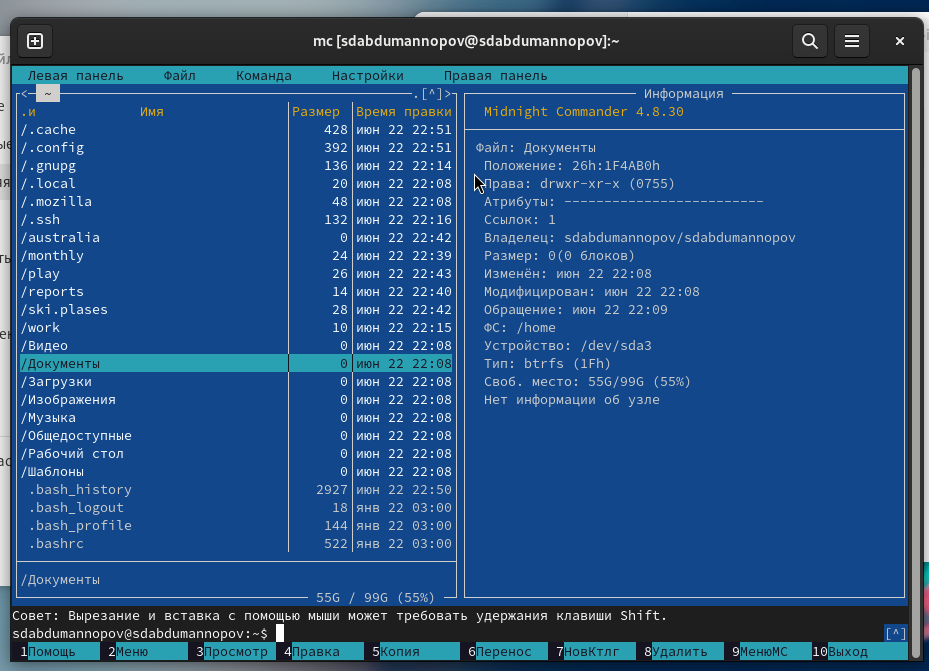 mc [sdabdumannopov@sdabdumannopov]:~
Левая панель Файл Команда Настройки Правая панель
<─ ~ .[^]>
.и Имя Размер Время правки
/.cache 428 июн 22 22:51
/.config 392 июн 22 22:51
/.gnupg 136 июн 22 22:14
/.local 20 июн 22 22:08
/.mozilla 48 июн 22 22:08
/.ssh 132 июн 22 22:16
/australia 0 июн 22 22:42
/monthly 24 июн 22 22:39
/play 26 июн 22 22:43
/reports 14 июн 22 22:40
/ski.plases 28 июн 22 22:42
/work 10 июн 22 22:15
/Видео 0 июн 22 22:08
/Документы 0 июн 22 22:08
/Загрузки 0 июн 22 22:08
/Изображения 0 июн 22 22:08
/Музыка 0 июн 22 22:08
/Общедоступные 0 июн 22 22:08
/Рабочий стол 0 июн 22 22:08
/Шаблоны 0 июн 22 22:08
.bash_history 2927 июн 22 22:50
.bash_logout 18 янв 22 03:00
.bash_profile 144 янв 22 03:00
.bashrc 522 янв 22 03:00
/Документы
55G / 99G (55%)
Информация
Midnight Commander 4.8.30
Файл: Документы
Положение: 26h:1F4AB0h
Права: drwxr-xr-x (0755)
Атрибуты: -------------------------
Ссылок: 1
Владелец: sdabdumannopov/sdabdumannopov
Размер: 0(0 блоков)
Изменён: июн 22 22:08
Модифицирован: июн 22 22:08
Обращение: июн 22 22:09
ФС: /home
Устройство: /dev/sda3
Тип: btrfs (1Fh)
Своб. место: 55G/99G (55%)
Нет информации об узле
Совет: Вырезание и вставка с помощью мыши может требовать удержания клавиши Shift.
sdabdumannopov@sdabdumannopov:~$ [^]
1Помощь 2Меню 3Просмотр 4Правка 5Копия 6Перенос 7НовКтлг 8Удалить 9МенюМС 10Выход